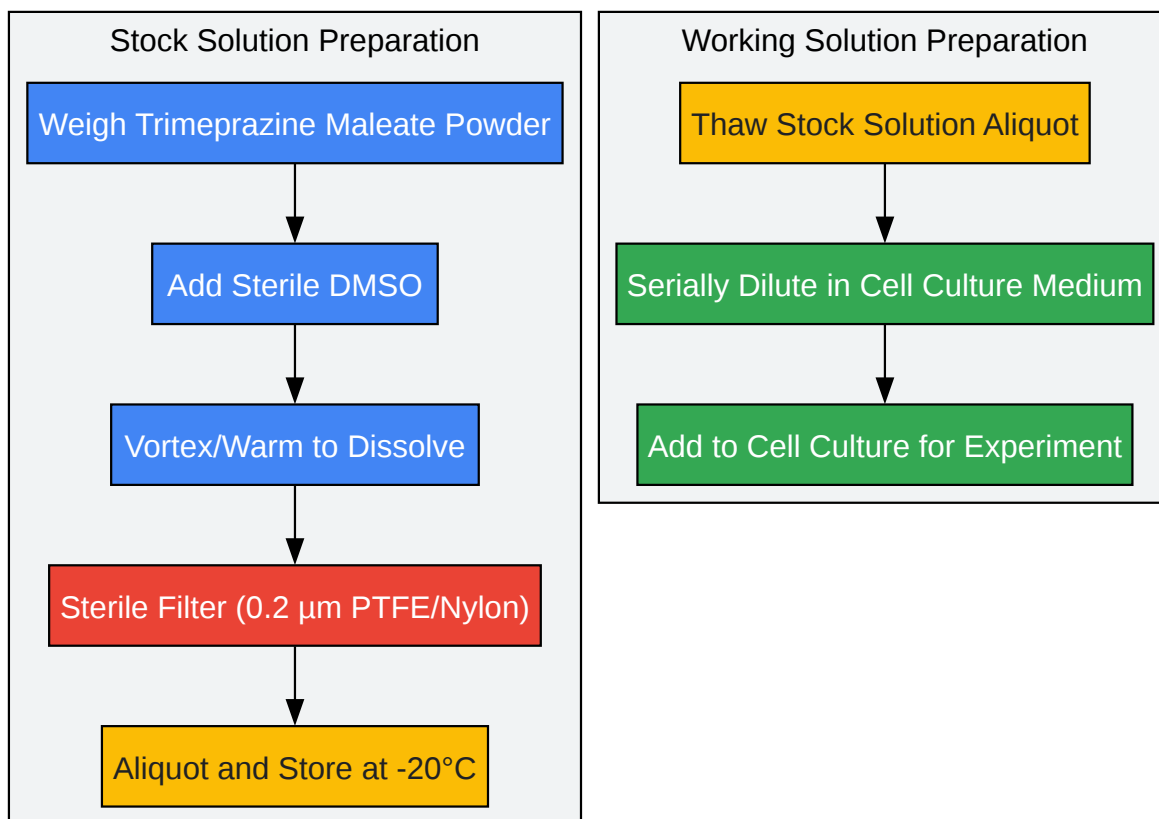 Stock Solution Preparation
Weigh Trimeprazine Maleate Powder
Add Sterile DMSO
Vortex/Warm to Dissolve
Sterile Filter (0.2 µm PTFE/Nylon)
Aliquot and Store at -20°C
Working Solution Preparation
Thaw Stock Solution Aliquot
Serially Dilute in Cell Culture Medium
Add to Cell Culture for Experiment